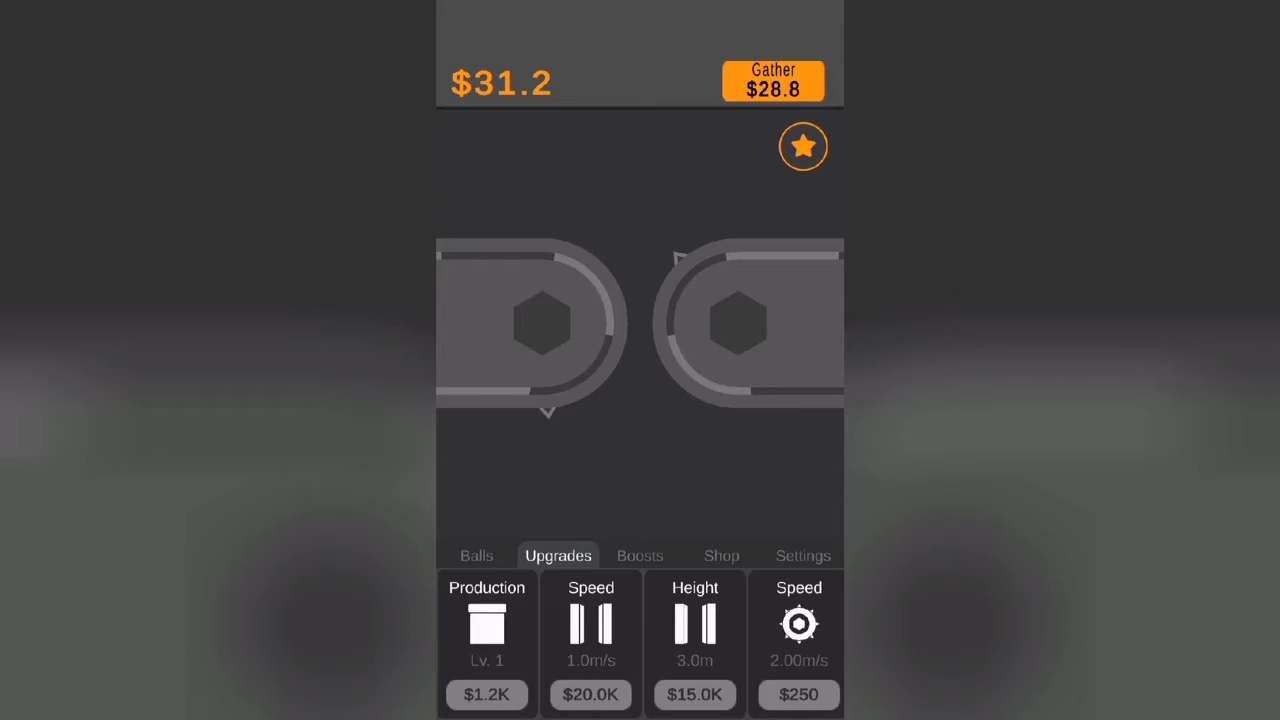 $31.2
Gather
$28.8
Balls Upgrades Boosts Shop Settings
Production Speed Height Speed
Lv. 1 1.0m/s 3.0m 2.00m/s
$1.2K $20.0K $15.0K $250